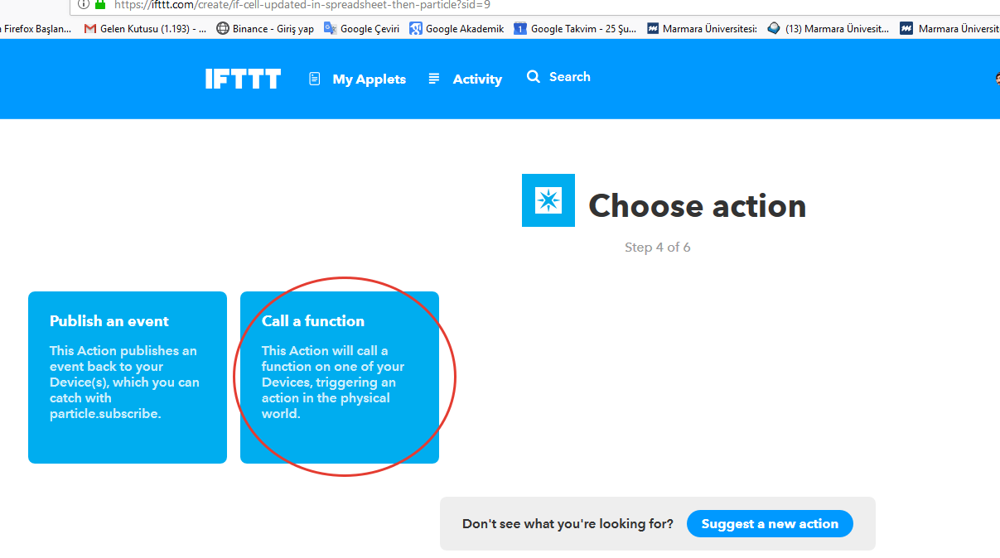 https://ifttt.com/create/if-cell-updated-in-spreadsheet-then-particle?sid=9
Firefox Başlan... Gelen Kutusu (1.193) - ... Binance - Giriş yap Google Çeviri Google Akademik 1 Google Takvim - 25 Şu... Marmara Üniversitesi: (13) Marmara Ünivesit... Marmara Üniversit
IFTTT My Applets Activity Search
Choose action
Step 4 of 6
Publish an event
This Action publishes an
event back to your
Device(s), which you can
catch with
particle.subscribe.
Call a function
This Action will call a
function on one of your
Devices, triggering an
action in the physical
world.
Don't see what you're looking for? Suggest a new action